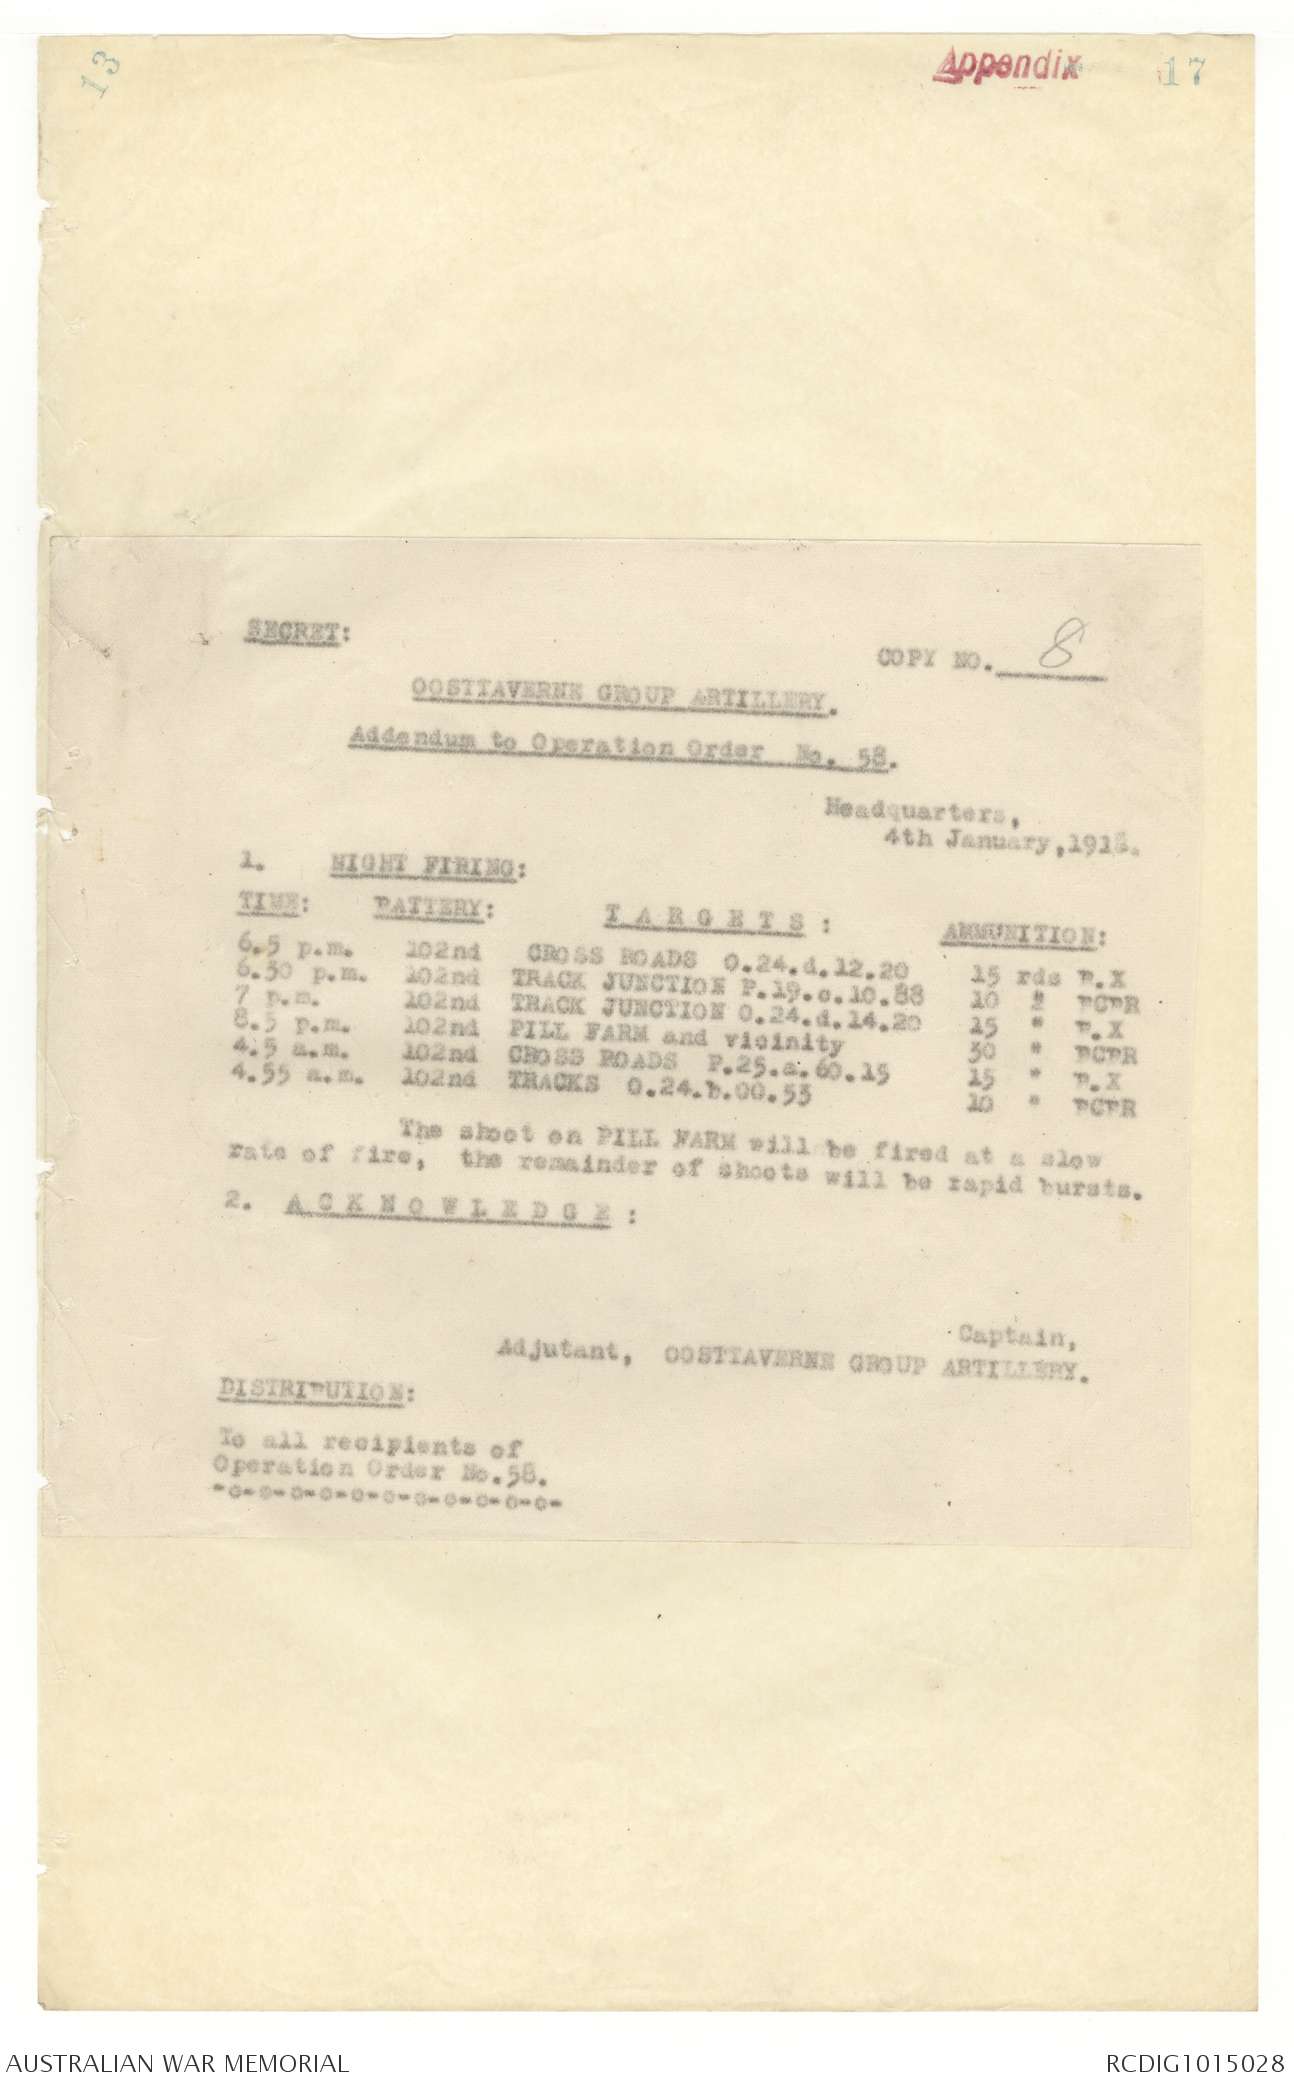 13
Appendix 17
SECRET:
COPY NO. 8
OOSTTAVERNE GROUP ARTILLERY.
Addendum to Operation Order No. 58.
Headquarters,
4th January, 1918.
1. NIGHT FIRING:
TIME: BATTERY: T A R G E T S : AMMUNITION:
6.5 p.m. 102nd CROSS ROADS O.24.d.12.20 15 rds B.X
6.30 p.m. 102nd TRACK JUNCTION P.19.c.10.88 10 " BCBR
7 p.m. 102nd TRACK JUNCTION O.24.d.14.20 15 " B.X
8.5 p.m. 102nd PILL FARM and vicinity 30 " BCBR
4.5 a.m. 102nd CROSS ROADS P.25.a.60.15 15 " B.X
4.55 a.m. 102nd TRACKS O.24.b.00.55 10 " BCBR
The shoot on PILL FARM will be fired at a slow
rate of fire, the remainder of shoots will be rapid bursts.
2. A C K N O W L E D G E :
Captain,
Adjutant, OOSTTAVERNE GROUP ARTILLERY.
DISTRIBUTION:
To all recipients of
Operation Order No.58.
-o-o-o-o-o-o-o-o-o-o-o-
AUSTRALIAN WAR MEMORIAL RCDIG1015028